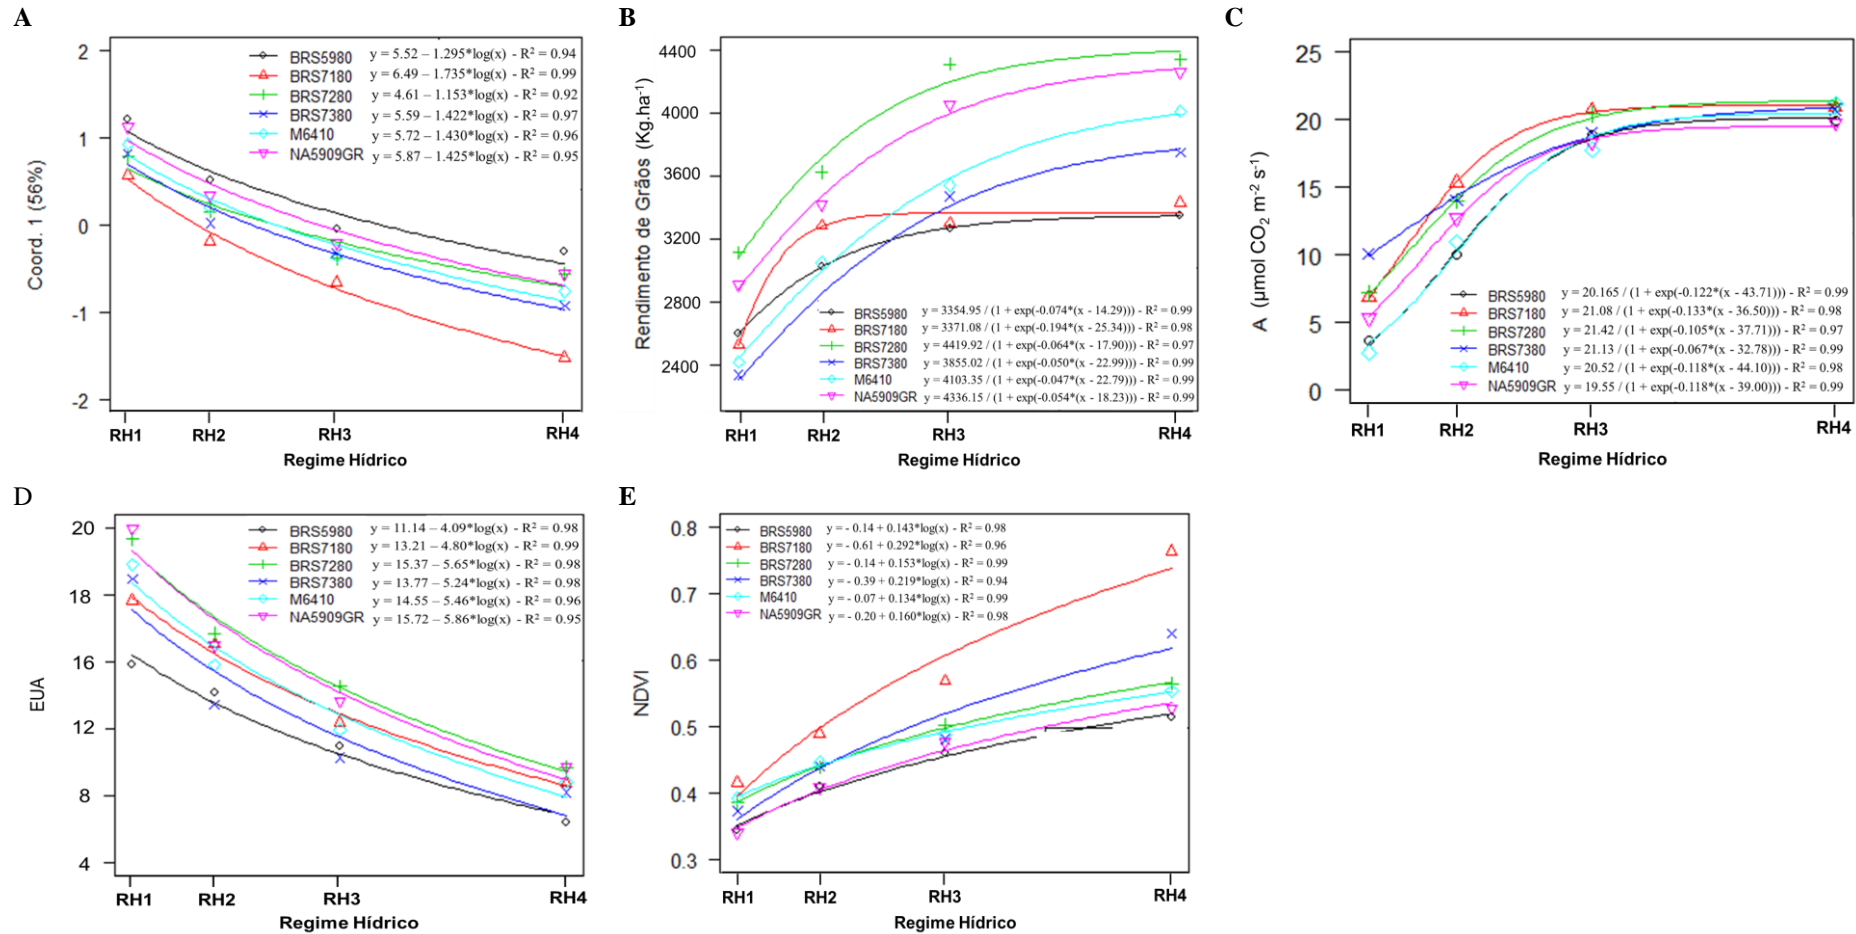 A
2
1
0
-1
-2
Coord. 1 (56%)
BRS5980 y = 5.52 – 1.295*log(x) - R² = 0.94
BRS7180 y = 6.49 – 1.735*log(x) - R² = 0.99
BRS7280 y = 4.61 – 1.153*log(x) - R² = 0.92
BRS7380 y = 5.59 – 1.422*log(x) - R² = 0.97
M6410 y = 5.72 – 1.430*log(x) - R² = 0.96
NA5909GR y = 5.87 – 1.425*log(x) - R² = 0.95
RH1 RH2 RH3 RH4
Regime Hídrico
B
4400
4000
3600
3200
2800
2400
Rendimento de Grãos (Kg.ha⁻¹)
BRS5980 y = 3354.95 / (1 + exp(-0.074*(x - 14.29))) - R² = 0.99
BRS7180 y = 3371.08 / (1 + exp(-0.194*(x - 25.34))) - R² = 0.98
BRS7280 y = 4419.92 / (1 + exp(-0.064*(x - 17.90))) - R² = 0.97
BRS7380 y = 3855.02 / (1 + exp(-0.050*(x - 22.99))) - R² = 0.99
M6410 y = 4103.35 / (1 + exp(-0.047*(x - 22.79))) - R² = 0.99
NA5909GR y = 4336.15 / (1 + exp(-0.054*(x - 18.23))) - R² = 0.99
RH1 RH2 RH3 RH4
Regime Hídrico
C
25
20
15
10
5
0
A (µmol CO₂ m⁻² s⁻¹)
BRS5980 y = 20.165 / (1 + exp(-0.122*(x - 43.71))) - R² = 0.99
BRS7180 y = 21.08 / (1 + exp(-0.133*(x - 36.50))) - R² = 0.98
BRS7280 y = 21.42 / (1 + exp(-0.105*(x - 37.71))) - R² = 0.97
BRS7380 y = 21.13 / (1 + exp(-0.067*(x - 32.78))) - R² = 0.99
M6410 y = 20.52 / (1 + exp(-0.118*(x - 44.10))) - R² = 0.98
NA5909GR y = 19.55 / (1 + exp(-0.118*(x - 39.00))) - R² = 0.99
RH1 RH2 RH3 RH4
Regime Hídrico
D
20
18
16
12
8
4
EUA
BRS5980 y = 11.14 – 4.09*log(x) - R² = 0.98
BRS7180 y = 13.21 – 4.80*log(x) - R² = 0.99
BRS7280 y = 15.37 – 5.65*log(x) - R² = 0.98
BRS7380 y = 13.77 – 5.24*log(x) - R² = 0.98
M6410 y = 14.55 – 5.46*log(x) - R² = 0.96
NA5909GR y = 15.72 – 5.86*log(x) - R² = 0.95
RH1 RH2 RH3 RH4
Regime Hídrico
E
0.8
0.7
0.6
0.5
0.4
0.3
NDVI
BRS5980 y = - 0.14 + 0.143*log(x) - R² = 0.98
BRS7180 y = - 0.61 + 0.292*log(x) - R² = 0.96
BRS7280 y = - 0.14 + 0.153*log(x) - R² = 0.99
BRS7380 y = - 0.39 + 0.219*log(x) - R² = 0.94
M6410 y = - 0.07 + 0.134*log(x) - R² = 0.99
NA5909GR y = - 0.20 + 0.160*log(x) - R² = 0.98
RH1 RH2 RH3 RH4
Regime Hídrico